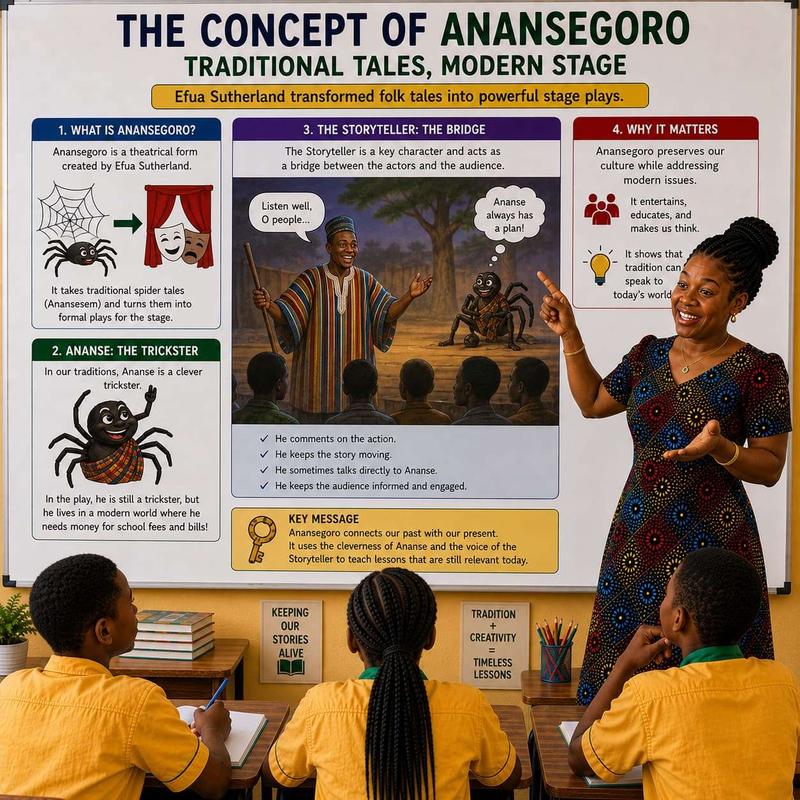 THE CONCEPT OF ANANSEGORO
TRADITIONAL TALES, MODERN STAGE
Efua Sutherland transformed folk tales into powerful stage plays.
1. WHAT IS ANANSEGORO?
Anansegoro is a theatrical form
created by Efua Sutherland.
It takes traditional spider tales
(Anansesem) and turns them into
formal plays for the stage.
2. ANANSE: THE TRICKSTER
In our traditions, Ananse is a clever
trickster.
In the play, he is still a trickster, but
he lives in a modern world where he
needs money for school fees and bills!
3. THE STORYTELLER: THE BRIDGE
The Storyteller is a key character and acts as
a bridge between the actors and the audience.
Listen well,
O people...
Ananse
always has
a plan!
✓ He comments on the action.
✓ He keeps the story moving.
✓ He sometimes talks directly to Ananse.
✓ He keeps the audience informed and engaged.
KEY MESSAGE
Anansegoro connects our past with our present.
It uses the cleverness of Ananse and the voice of the
Storyteller to teach lessons that are still relevant today.
4. WHY IT MATTERS
Anansegoro preserves our
culture while addressing
modern issues.
It entertains,
educates, and
makes us think.
It shows that
tradition can
speak to
today's world
KEEPING
OUR
STORIES
ALIVE
TRADITION
+
CREATIVITY
=
TIMELESS
LESSONS